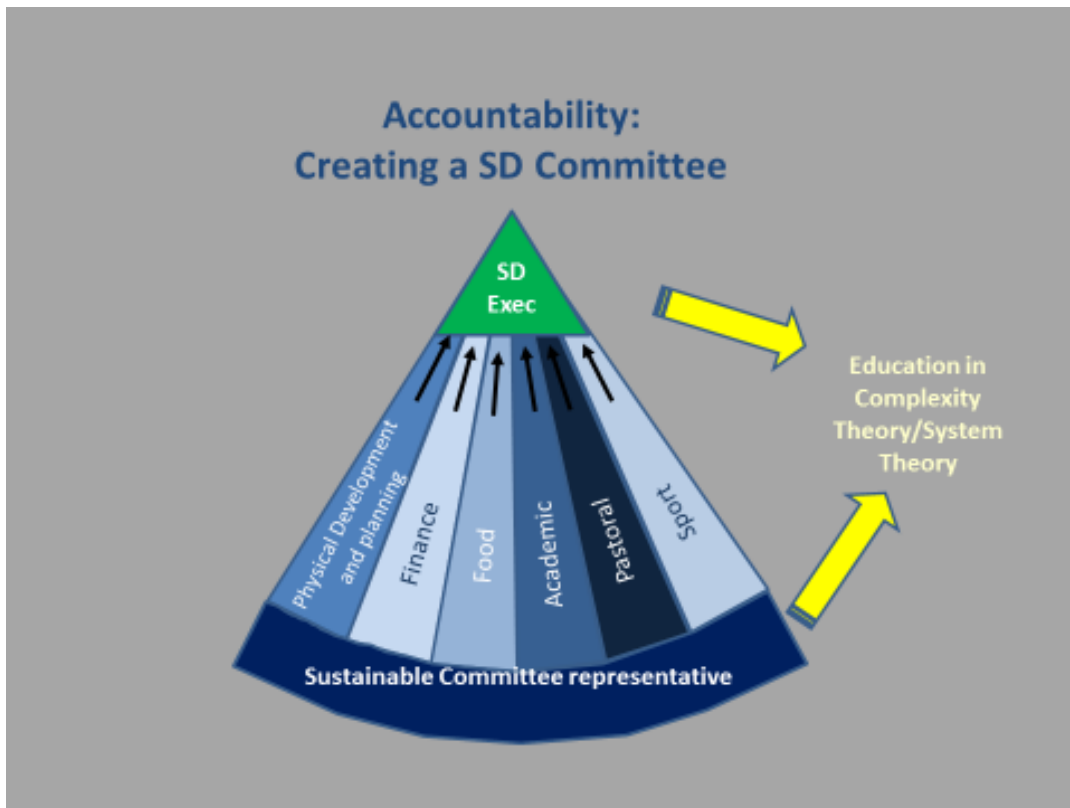 Accountability:
Creating a SD Committee
SD
Exec
Physical Development
and planning
Finance
Food
Academic
Pastoral
Sport
Sustainable Committee representative
Education in
Complexity
Theory/System
Theory